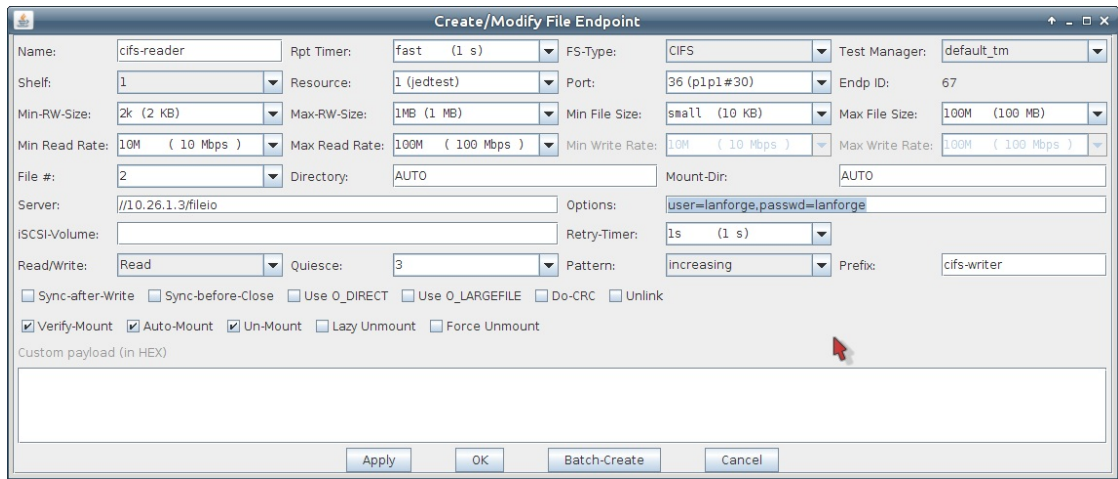 Create/Modify File Endpoint
Name: cifs-reader Rpt Timer: fast (1 s) FS-Type: CIFS Test Manager: default_tm
Shelf: 1 Resource: 1 (jedtest) Port: 36 (p1p1#30) Endp ID: 67
Min-RW-Size: 2k (2 KB) Max-RW-Size: 1MB (1 MB) Min File Size: small (10 KB) Max File Size: 100M (100 MB)
Min Read Rate: 10M ( 10 Mbps ) Max Read Rate: 100M ( 100 Mbps ) Min Write Rate: 10M ( 10 Mbps ) Max Write Rate: 100M ( 100 Mbps )
File #: 2 Directory: AUTO Mount-Dir: AUTO
Server: //10.26.1.3/fileio Options: user=lanforge,passwd=lanforge
iSCSI-Volume: Retry-Timer: 1s (1 s)
Read/Write: Read Quiesce: 3 Pattern: increasing Prefix: cifs-writer
Sync-after-Write Sync-before-Close Use O_DIRECT Use O_LARGEFILE Do-CRC Unlink
Verify-Mount Auto-Mount Un-Mount Lazy Unmount Force Unmount
Custom payload (in HEX)
Apply OK Batch-Create Cancel